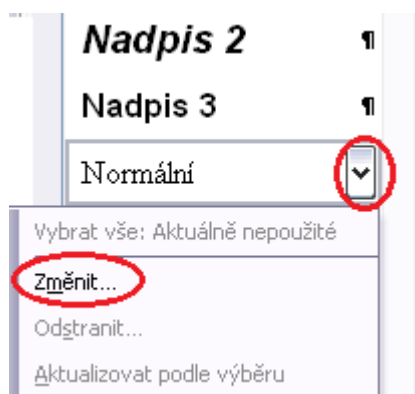 Nadpis 2 ¶
Nadpis 3 ¶
Normální
Vybrat vše: Aktuálně nepoužité
Změnit...
Odstranit...
Aktualizovat podle výběru